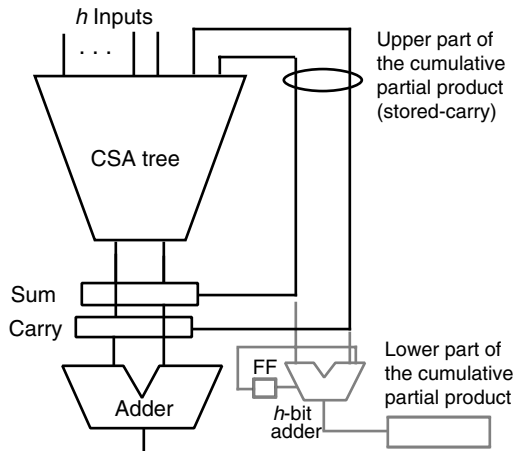 h Inputs
. . .
Upper part of
the cumulative
partial product
(stored-carry)
CSA tree
Sum
Carry
Adder
FF
h-bit
adder
Lower part of
the cumulative
partial product